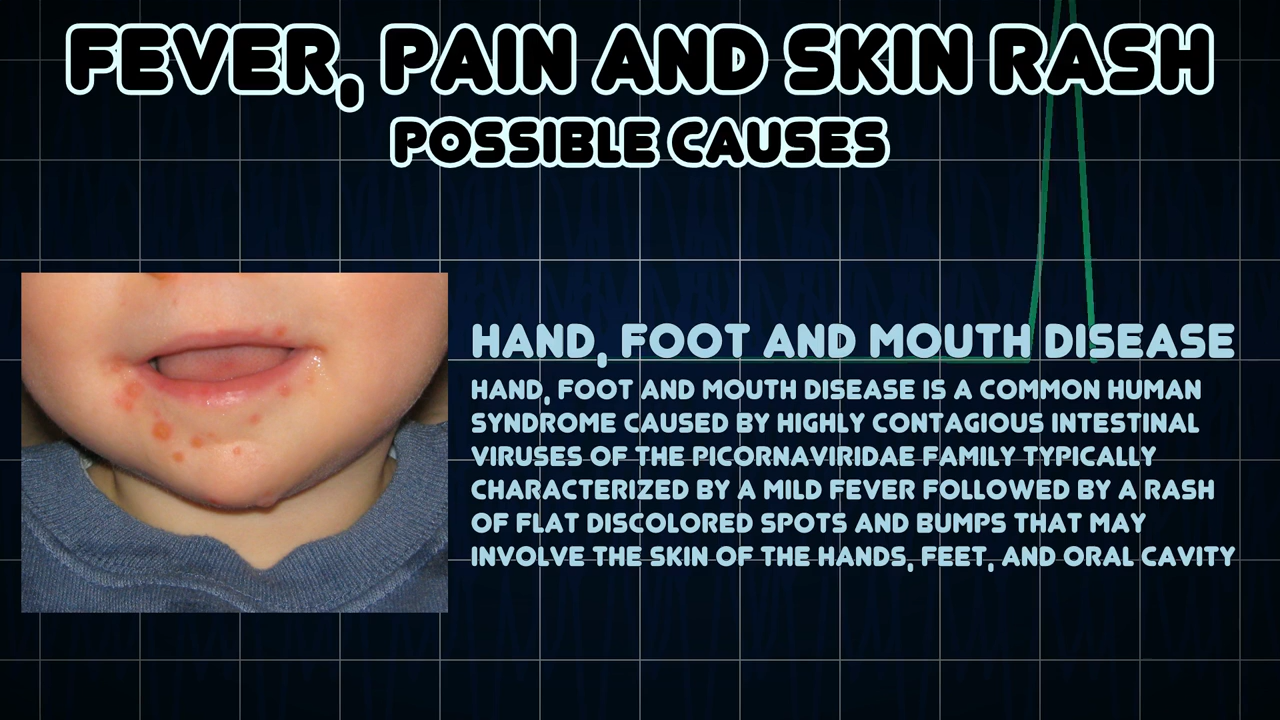 FEVER, PAIN AND SKIN RASH
POSSIBLE CAUSES
HAND, FOOT AND MOUTH DISEASE
HAND, FOOT AND MOUTH DISEASE IS A COMMON HUMAN
SYNDROME CAUSED BY HIGHLY CONTAGIOUS INTESTINAL
VIRUSES OF THE PICORNAVIRIDAE FAMILY TYPICALLY
CHARACTERIZED BY A MILD FEVER FOLLOWED BY A RASH
OF FLAT DISCOLORED SPOTS AND BUMPS THAT MAY
INVOLVE THE SKIN OF THE HANDS, FEET, AND ORAL CAVITY